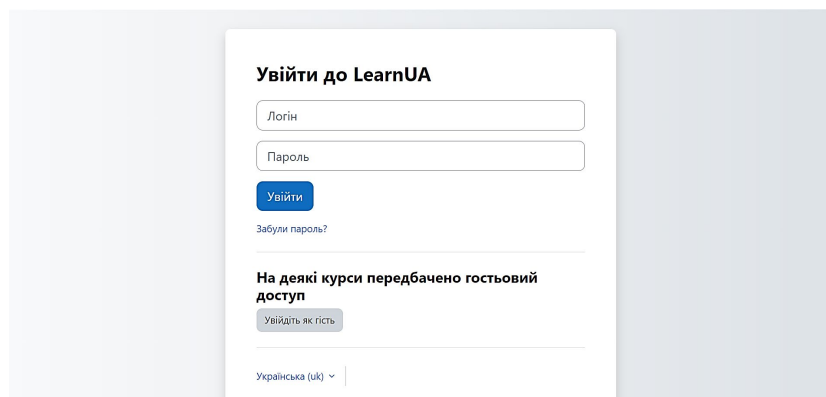 Увійти до LearnUA
Логін
Пароль
Увійти
Забули пароль?
На деякі курси передбачено гостьовий
доступ
Увійдіть як гість
Українська (uk)